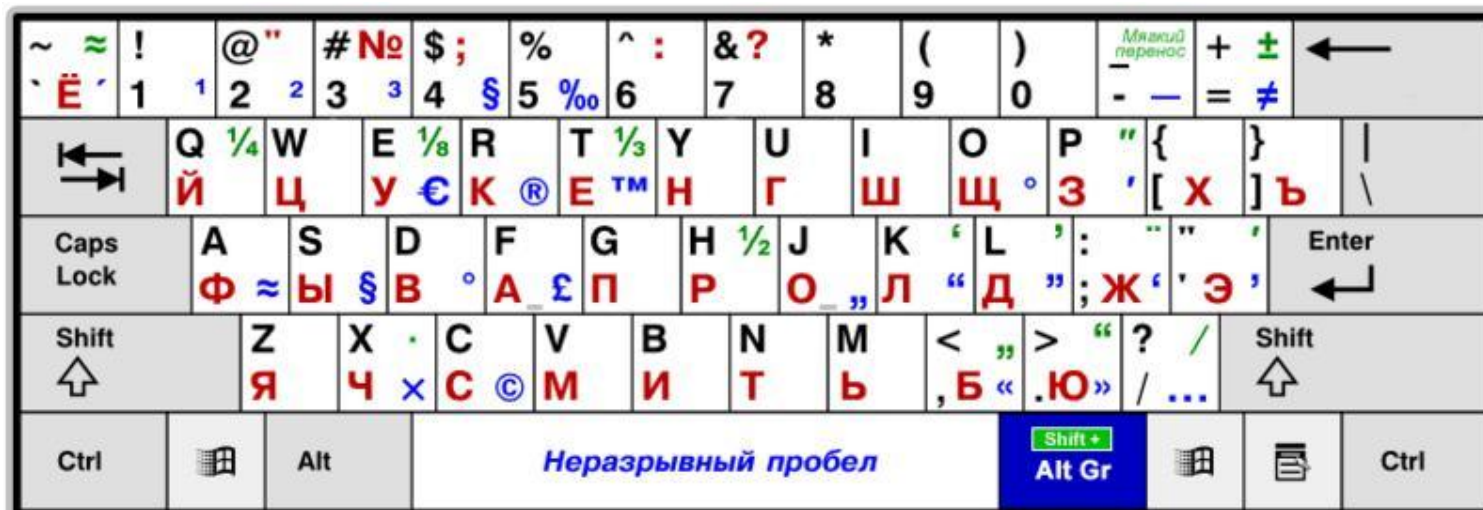 ~ ≈ ! @ " # № $ ; % ^ : & ? * ( ) _ Мягкий перенос + ±
` Ё ´ 1 ¹ 2 ² 3 ³ 4 § 5 ‰ 6 7 8 9 0 - — = ≠
Q ¼ W E ⅛ R T ⅓ Y U I O P ″ { } |
Й Ц У € К ® Е ™ Н Г Ш Щ ° З ′ [ Х ] Ъ \
Caps Lock A S D F G H ½ J K ‘ L ’ : ¨ " ′ Enter
Ф ≈ Ы § В ° А £ П Р О „ Л “ Д ” ; Ж ‘ ' Э ’
Shift Z X · C V B N M < „ > “ ? / Shift
Я Ч × С © М И Т Ь , Б « . Ю » / …
Ctrl Alt Неразрывный пробел Shift + Alt Gr Ctrl